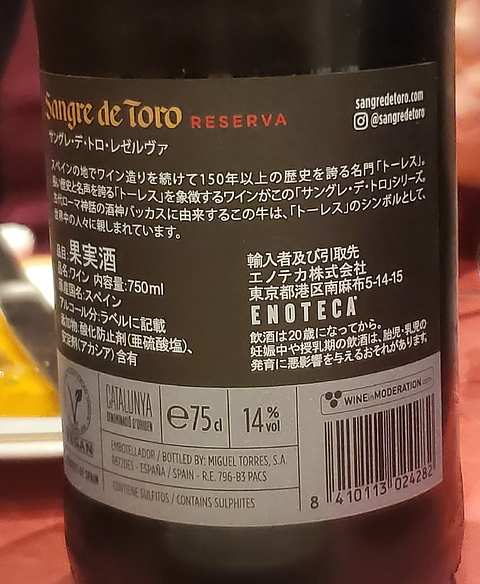 Sangre de Toro RESERVA
sangredetoro.com
@sangredetoro
サングレ・デ・トロ・レゼルヴァ
スペインの地でワイン造りを続けて150年以上の歴史を誇る名門「トーレス」。
長い歴史と名声を誇る「トーレス」を象徴するワインがこの「サングレ・デ・トロ」シリーズ。
古代ローマ神話の酒神バッカスに由来するこの牛は、「トーレス」のシンボルとして、
世界中の人々に親しまれています。
品目:果実酒
品名:ワイン 内容量:750ml
原産国名:スペイン
アルコール分:ラベルに記載
添加物:酸化防止剤(亜硫酸塩)、
安定剤(アカシア)含有
輸入者及び引取先
エノテカ株式会社
東京都港区南麻布5-14-15
ENOTECA
飲酒は20歳になってから。
妊娠中や授乳期の飲酒は、胎児・乳児の
発育に悪影響を与えるおそれがあります。
VEGAN
CATALUNYA
DENOMINACIÓ D'ORIGEN
e75cl
14% vol
WINE in MODERATION
EMBOTELLADOR / BOTTLED BY: MIGUEL TORRES, S.A.
08720ES - ESPAÑA / SPAIN - R.E. 796-B3 PACS
PRODUCT OF SPAIN
CONTIENE SULFITOS / CONTAINS SULPHITES
8 410113 024282